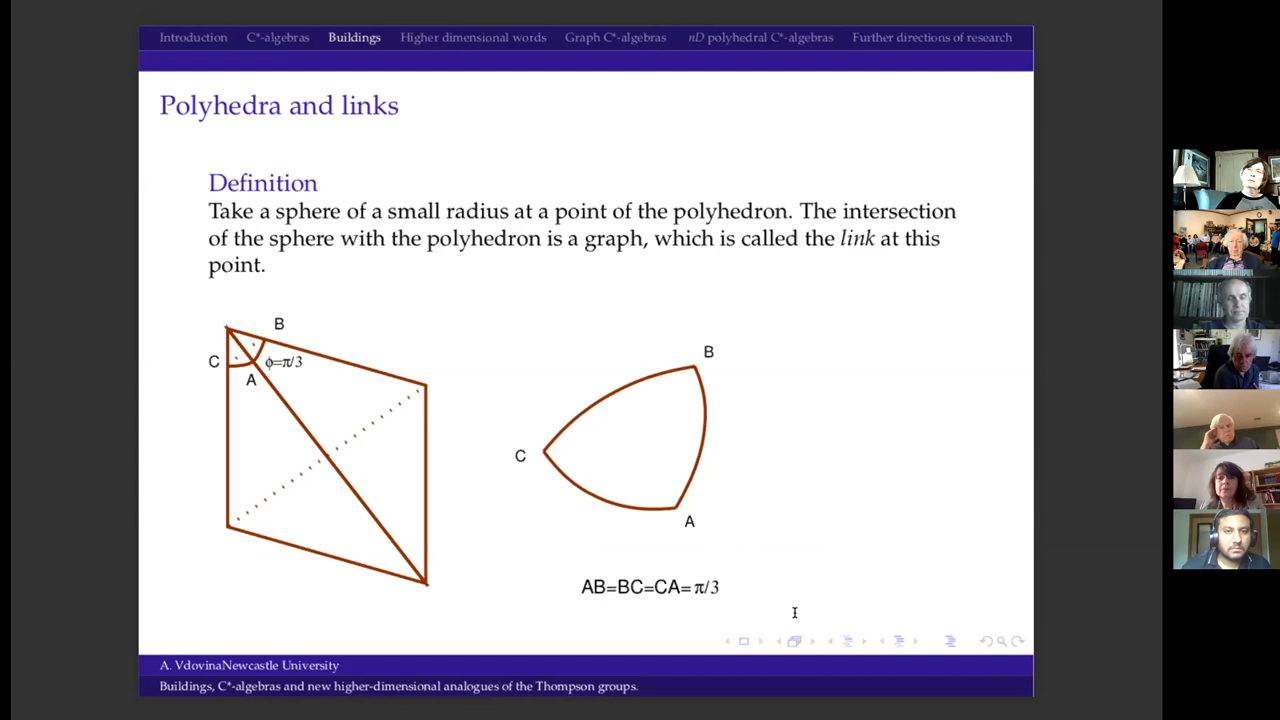 Introduction C*-algebras Buildings Higher dimensional words Graph C*-algebras nD polyhedral C*-algebras Further directions of research
Polyhedra and links
Definition
Take a sphere of a small radius at a point of the polyhedron. The intersection
of the sphere with the polyhedron is a graph, which is called the link at this
point.
B
C
ϕ=π/3
A
B
C
A
AB=BC=CA=π/3
A. VdovinaNewcastle University
Buildings, C*-algebras and new higher-dimensional analogues of the Thompson groups.